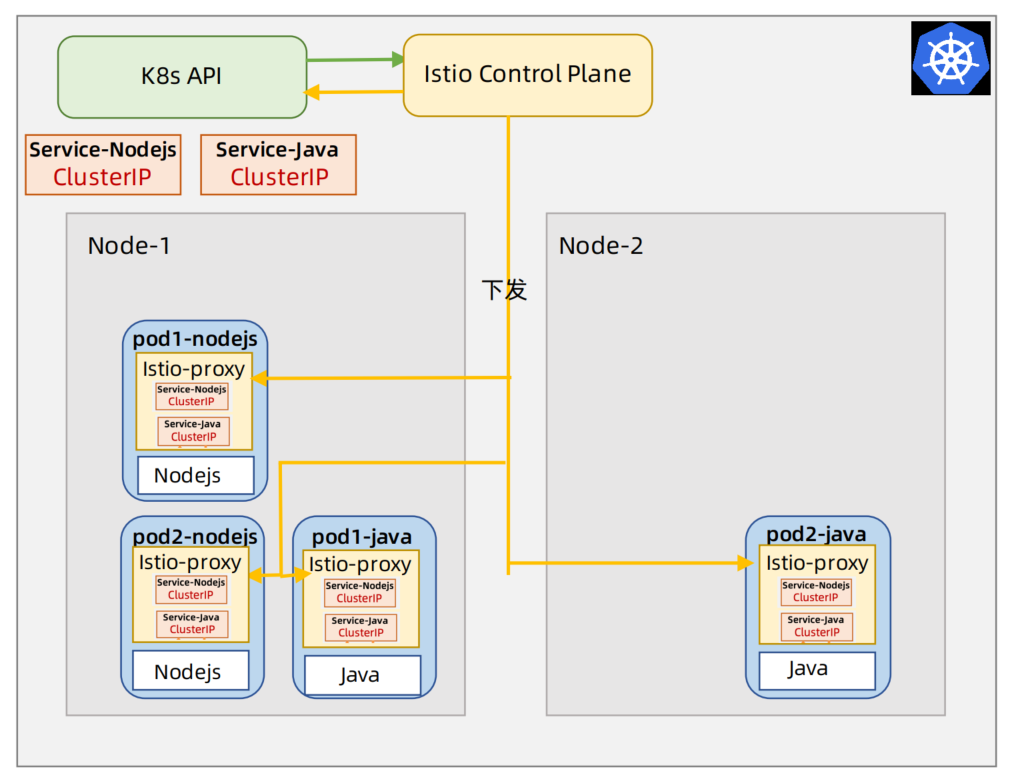 K8s API
Istio Control Plane
Service-Nodejs
ClusterIP
Service-Java
ClusterIP
Node-1
Node-2
下发
pod1-nodejs
Istio-proxy
Service-Nodejs
ClusterIP
Service-Java
ClusterIP
Nodejs
pod2-nodejs
Istio-proxy
Service-Nodejs
ClusterIP
Service-Java
ClusterIP
Nodejs
pod1-java
Istio-proxy
Service-Nodejs
ClusterIP
Service-Java
ClusterIP
Java
pod2-java
Istio-proxy
Service-Nodejs
ClusterIP
Service-Java
ClusterIP
Java